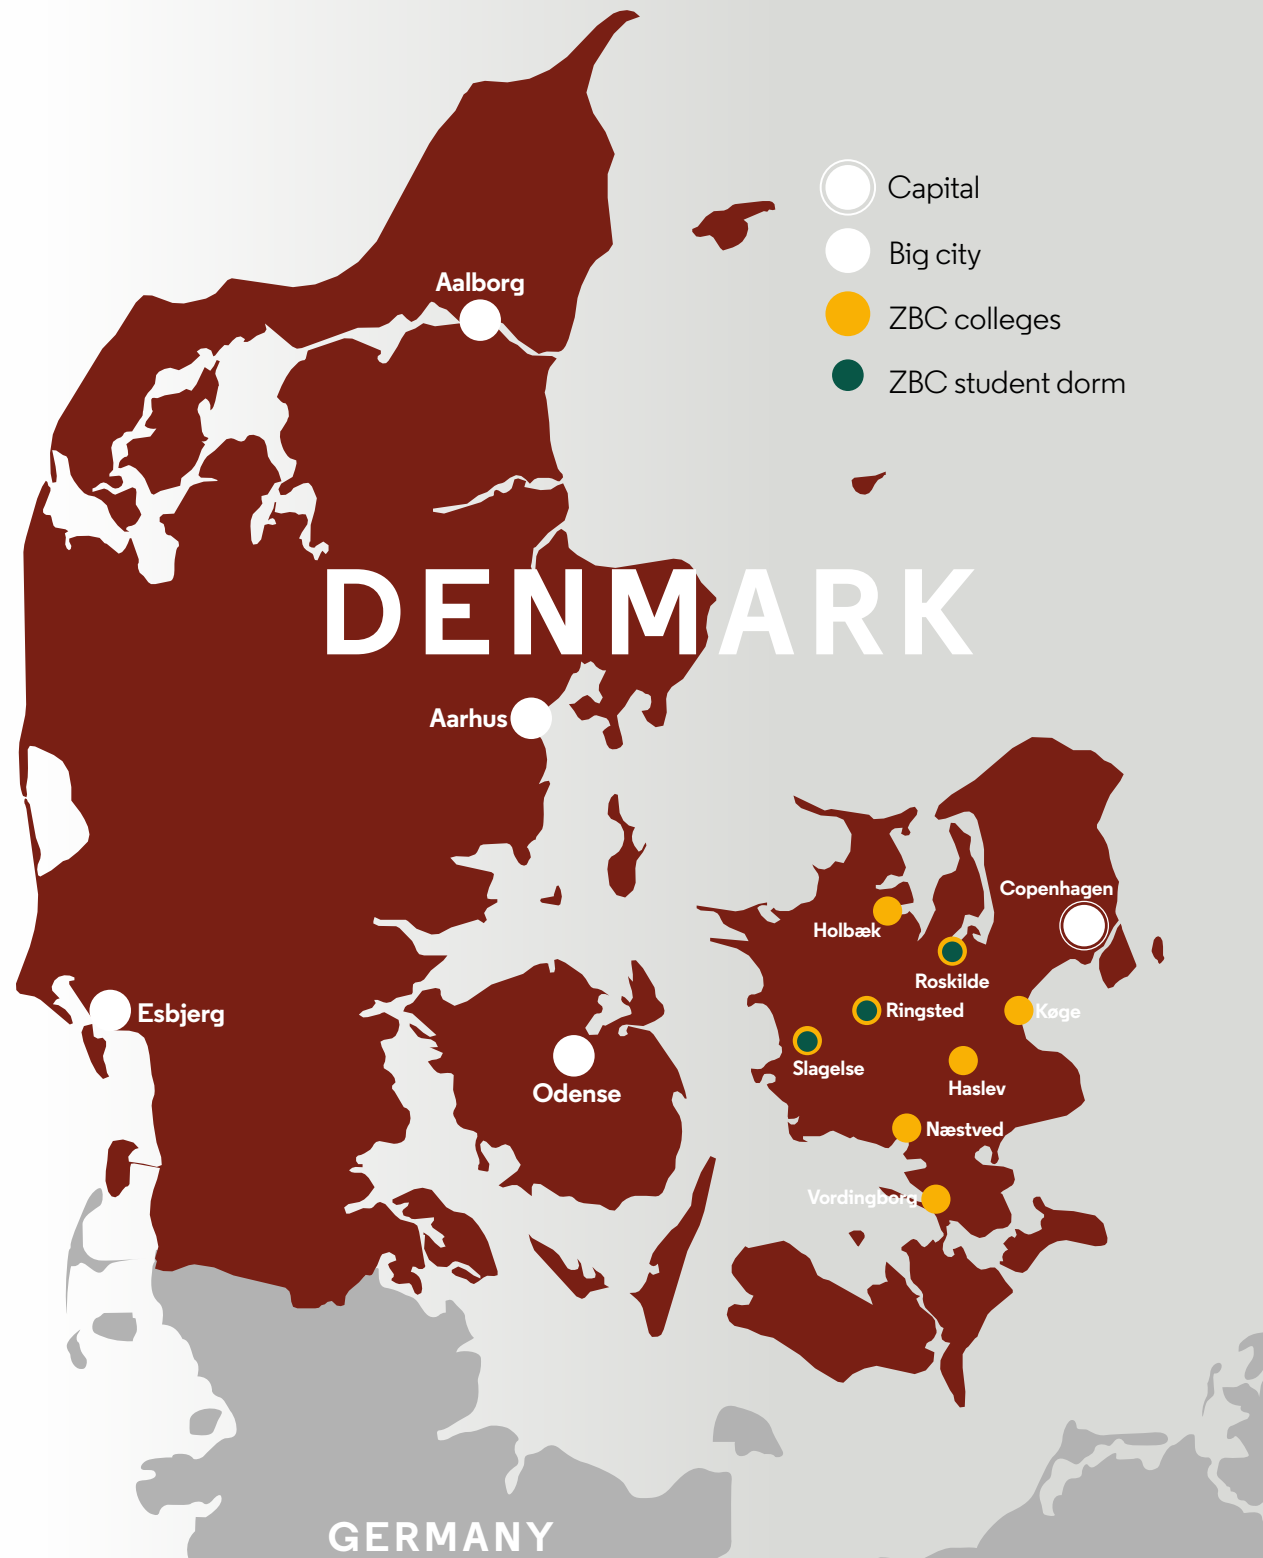 Capital
Big city
Aalborg
ZBC colleges
ZBC student dorm
DENMARK
Aarhus
Copenhagen
Holbæk
Roskilde
Ringsted
Køge
Esbjerg
Slagelse
Odense
Haslev
Næstved
Vordingborg
GERMANY